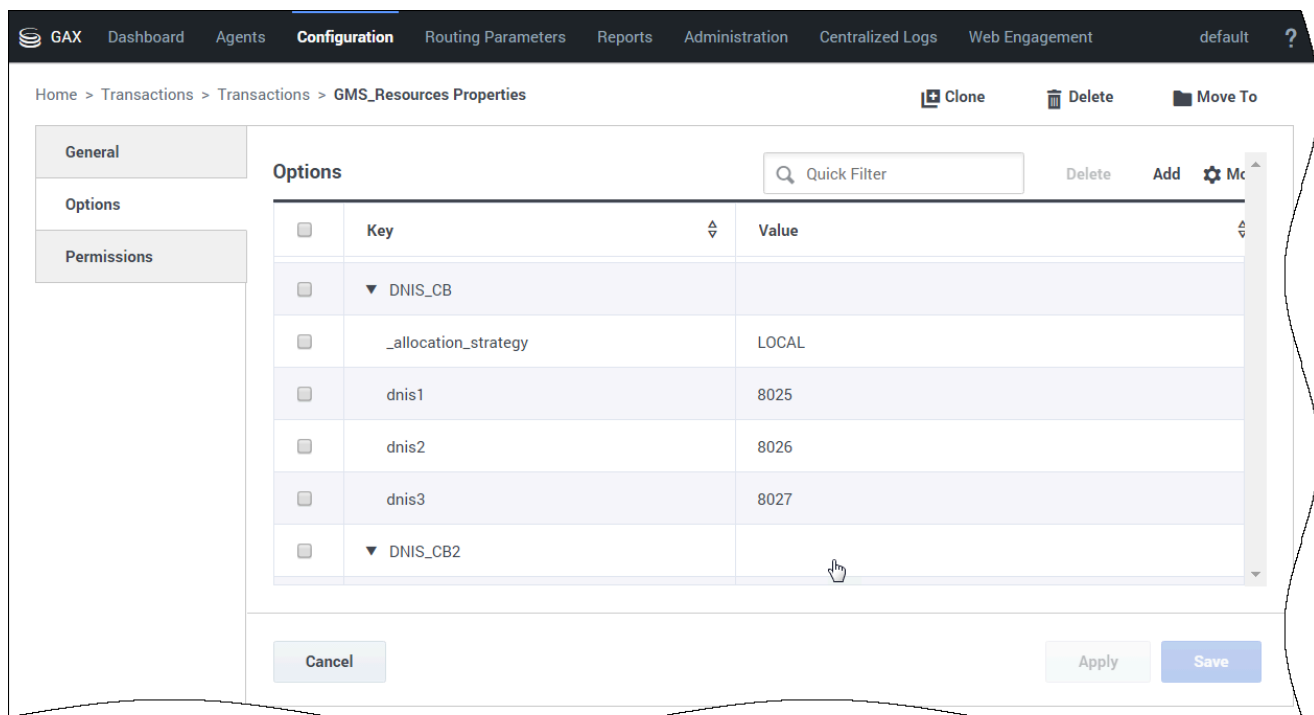 GAX Dashboard Agents Configuration Routing Parameters Reports Administration Centralized Logs Web Engagement default ?
Home > Transactions > Transactions > GMS_Resources Properties Clone Delete Move To
General
Options
Permissions
Options Quick Filter Delete Add Mo
Key Value
DNIS_CB
_allocation_strategy LOCAL
dnis1 8025
dnis2 8026
dnis3 8027
DNIS_CB2
Cancel Apply Save